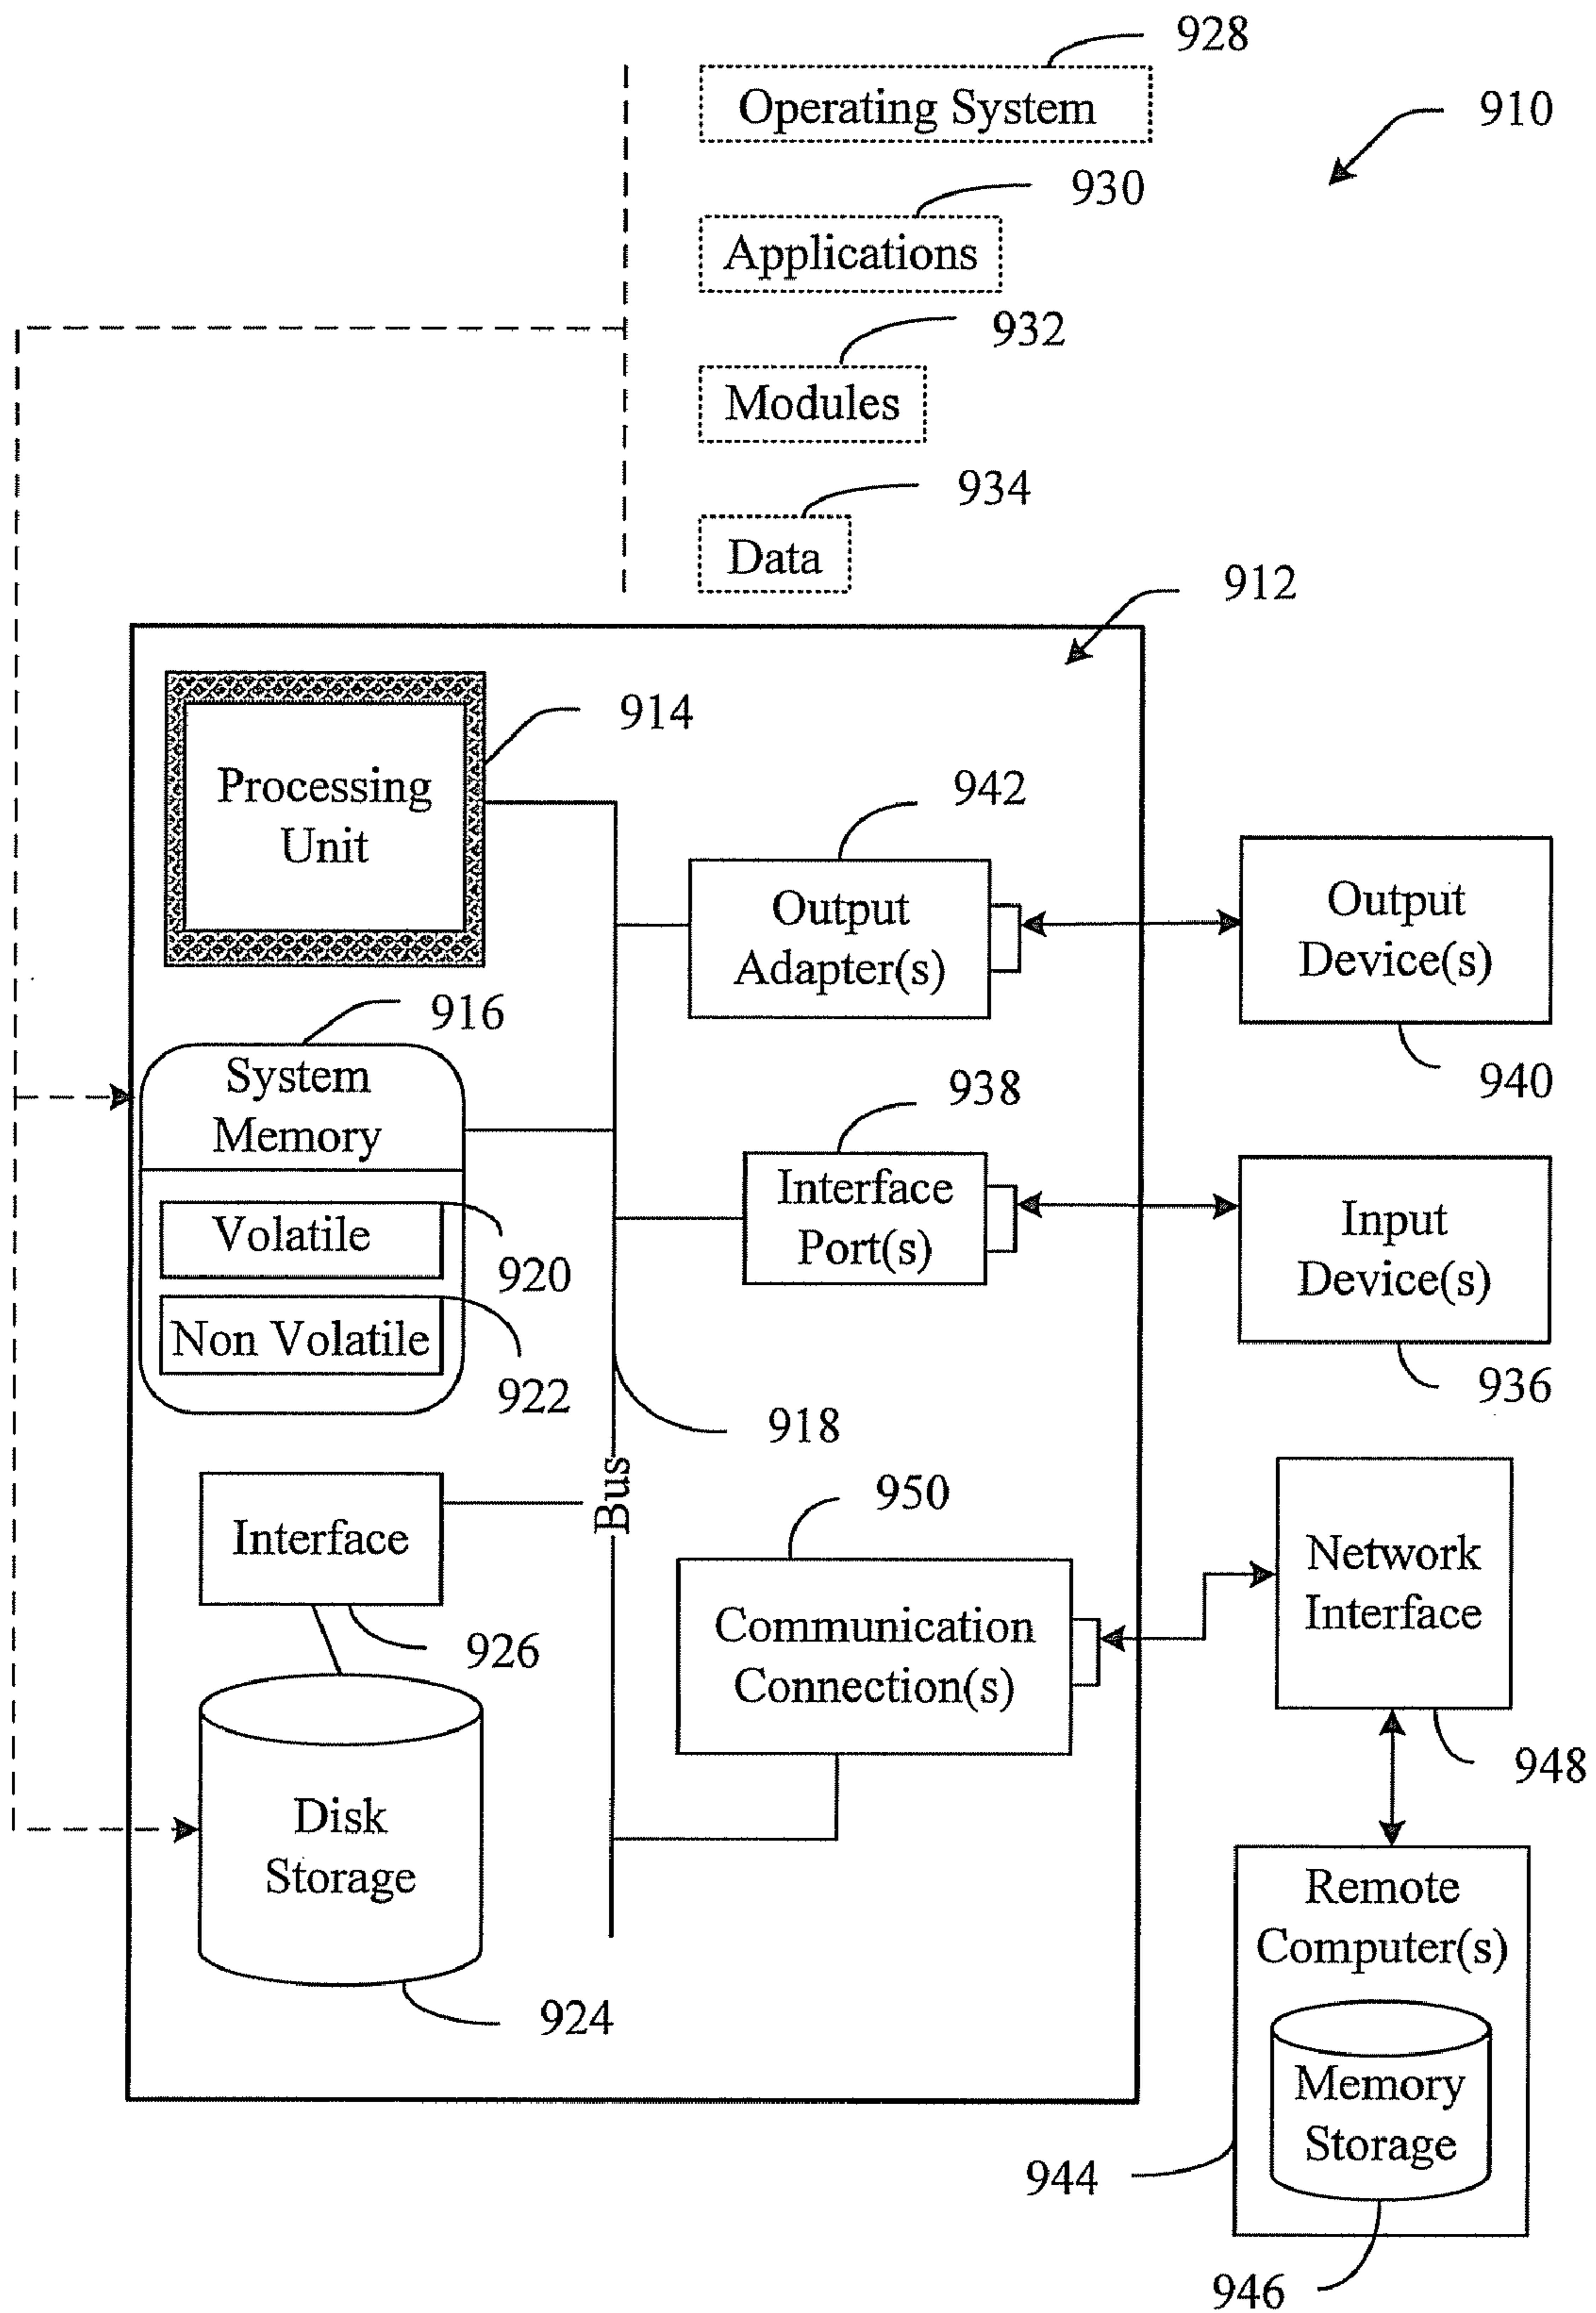 928
Operating System
910
930
Applications
932
Modules
934
Data
912
914
Processing
Unit
942
Output
Adapter(s)
Output
Device(s)
940
916
System
Memory
938
Interface
Port(s)
Input
Device(s)
936
Volatile
920
Non Volatile
922
918
Bus
950
Interface
926
Communication
Connection(s)
Network
Interface
948
Disk
Storage
924
Remote
Computer(s)
Memory
Storage
944
946